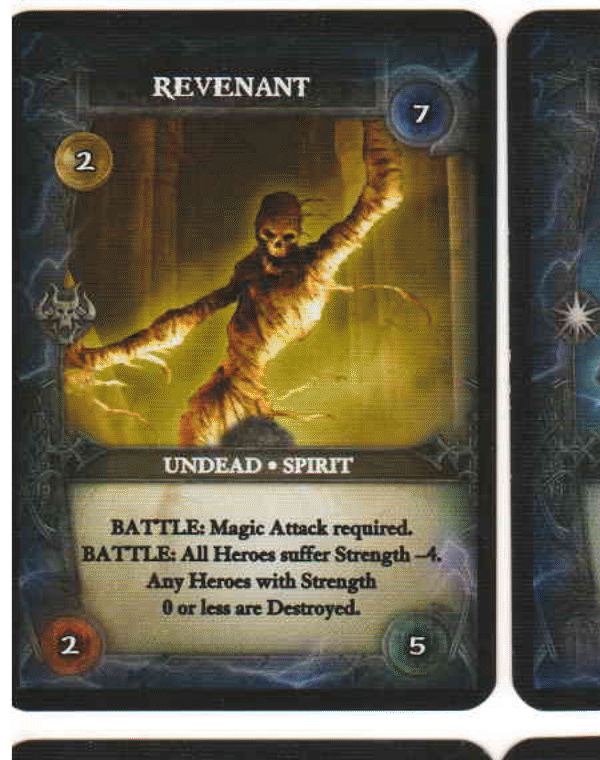 REVENANT
7
2
UNDEAD • SPIRIT
BATTLE: Magic Attack required.
BATTLE: All Heroes suffer Strength –4.
Any Heroes with Strength
0 or less are Destroyed.
2
5